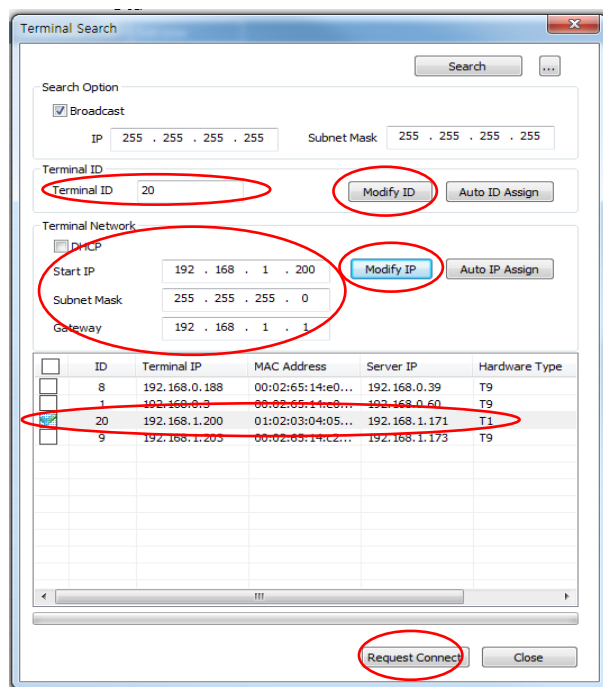 Terminal Search
Search ...
Search Option
Broadcast
IP 255 . 255 . 255 . 255 Subnet Mask 255 . 255 . 255 . 255
Terminal ID
Terminal ID 20 Modify ID Auto ID Assign
Terminal Network
DHCP
Start IP 192 . 168 . 1 . 200 Modify IP Auto IP Assign
Subnet Mask 255 . 255 . 255 . 0
Gateway 192 . 168 . 1 . 1
ID Terminal IP MAC Address Server IP Hardware Type
8 192.168.0.188 00:02:65:14:e0... 192.168.0.39 T9
1 192.168.0.3 00:02:65:14:e0... 192.168.0.60 T9
20 192.168.1.200 01:02:03:04:05... 192.168.1.171 T1
9 192.168.1.203 00:02:65:14:c2... 192.168.1.173 T9
Request Connect Close